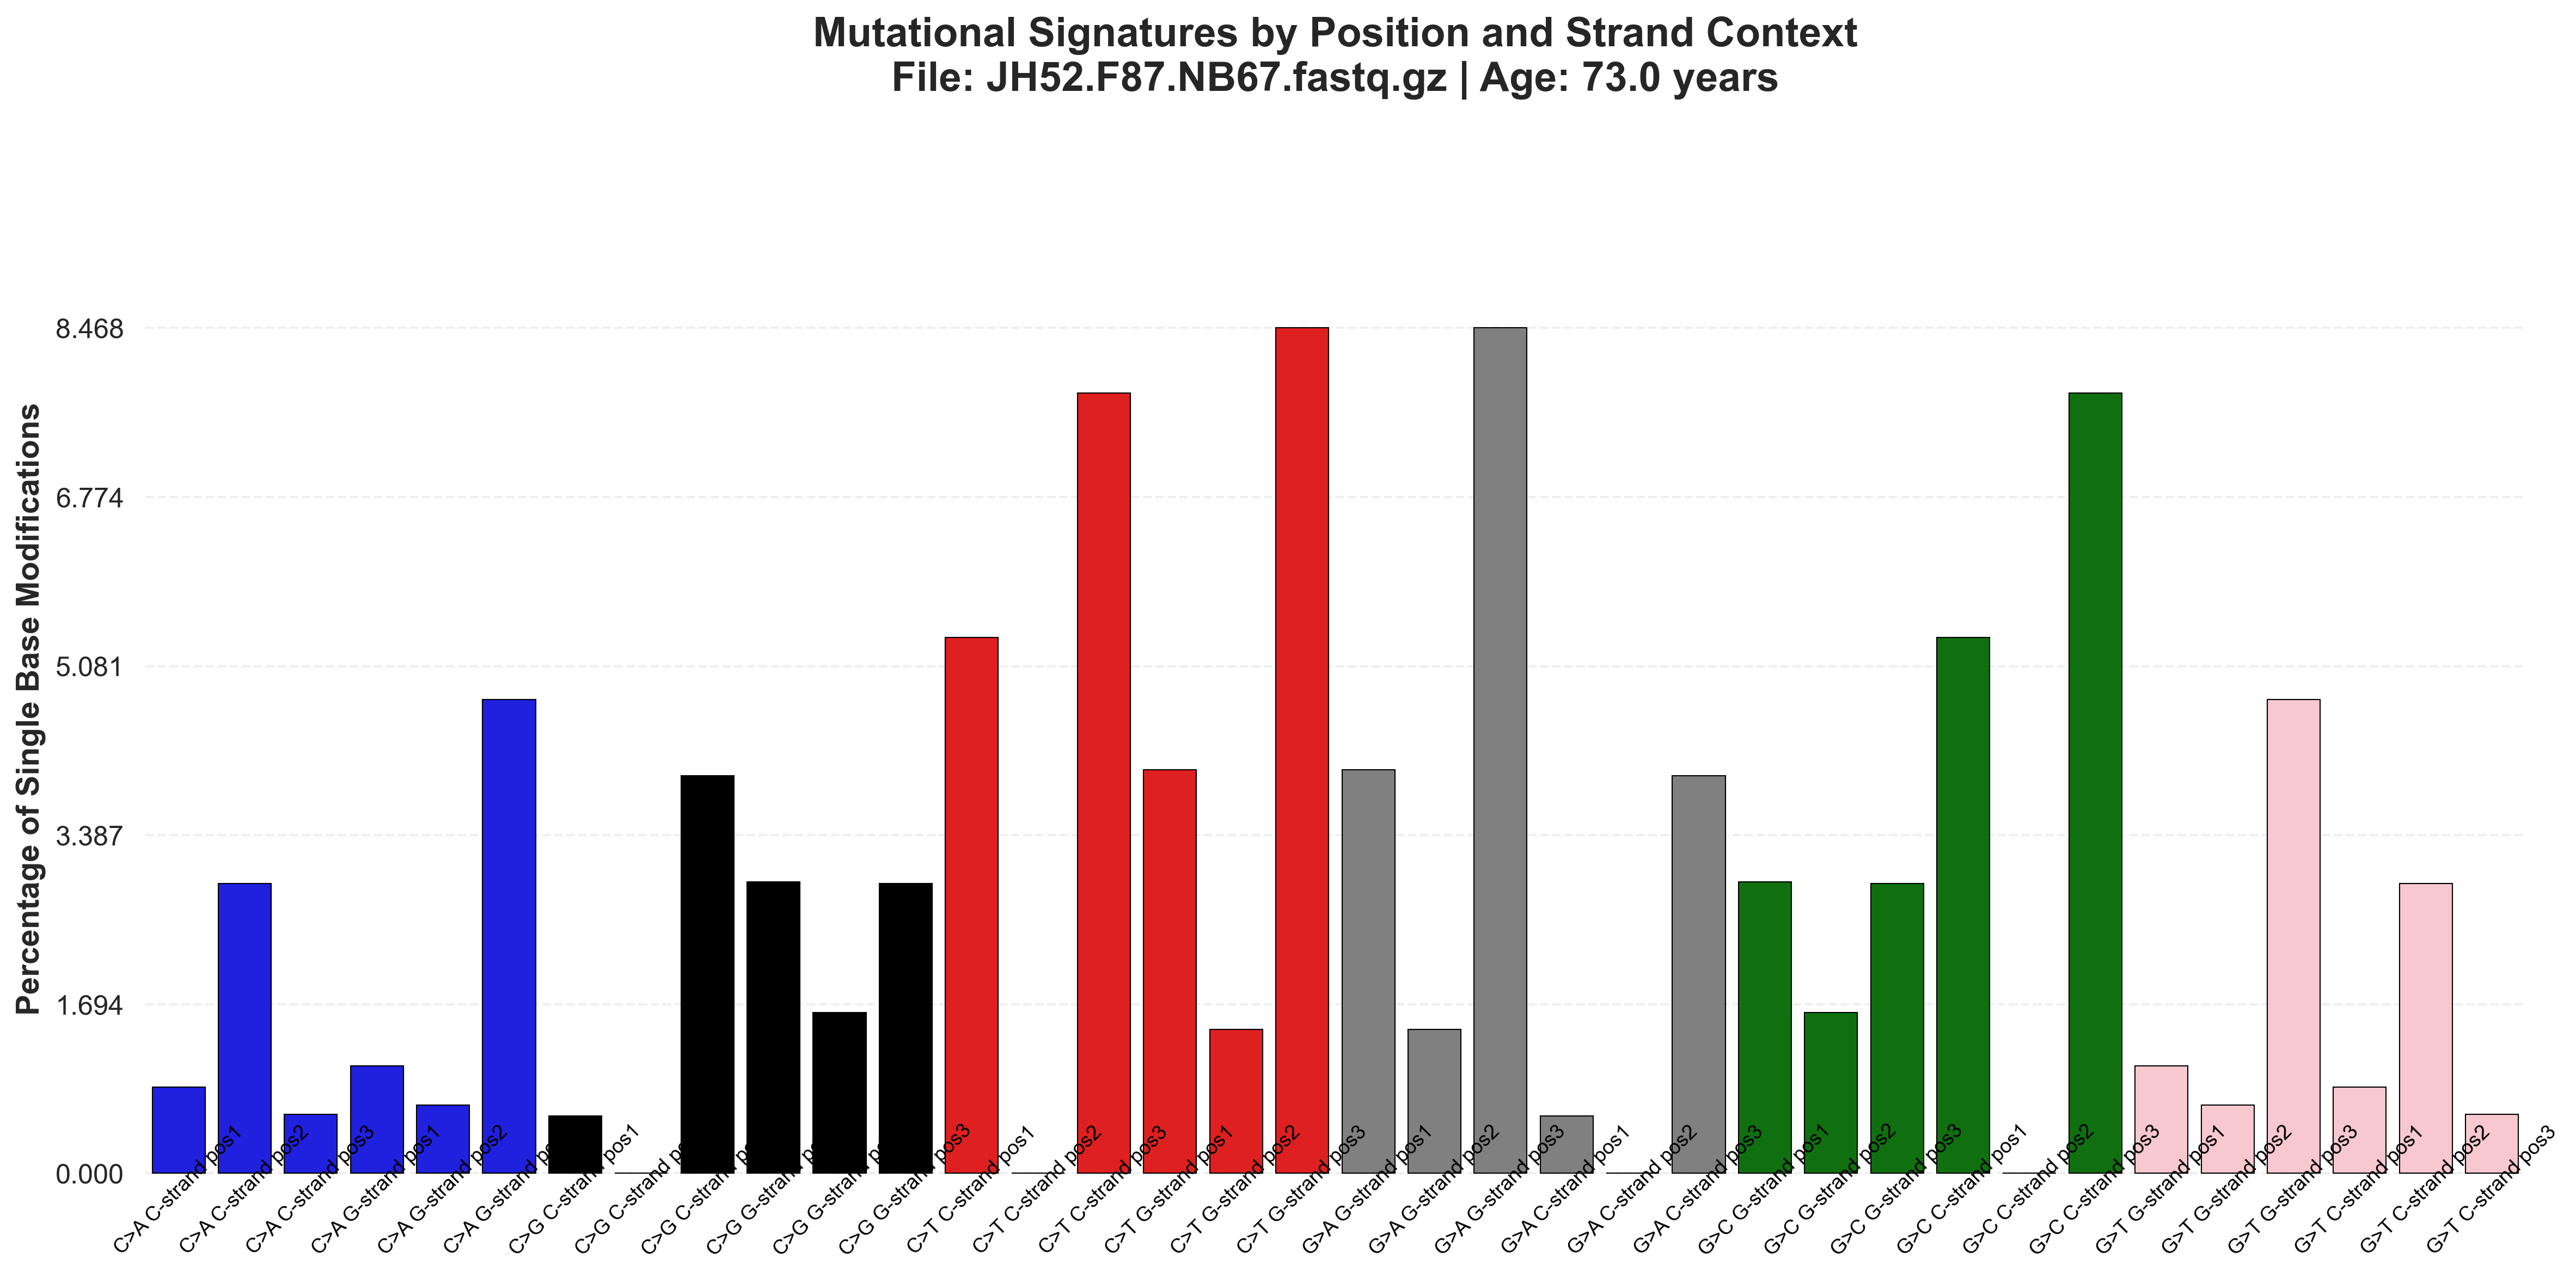 Mutational Signatures by Position and Strand Context
File: JH52.F87.NB67.fastq.gz | Age: 73.0 years
Percentage of Single Base Modifications
8.468
6.774
5.081
3.387
1.694
0.000
C>A C-strand pos1
C>A C-strand pos2
C>A C-strand pos3
C>A G-strand pos1
C>A G-strand pos2
C>A G-strand po
C>G C-strand pos1
C>G C-strand po
C>G C-strand p
C>G G-strand p
C>G G-strand p
C>G G-strand pos3
C>T C-strand pos1
C>T C-strand pos2
C>T C-strand pos3
C>T G-strand pos1
C>T G-strand pos2
C>T G-strand pos3
G>A G-strand pos1
G>A G-strand pos2
G>A G-strand pos3
G>A C-strand pos1
G>A C-strand pos2
G>A C-strand pos3
G>C G-strand pos1
G>C G-strand pos2
G>C G-strand pos3
G>C C-strand pos1
G>C C-strand pos2
G>C C-strand pos3
G>T G-strand pos1
G>T G-strand pos2
G>T G-strand pos3
G>T C-strand pos1
G>T C-strand pos2
G>T C-strand pos3